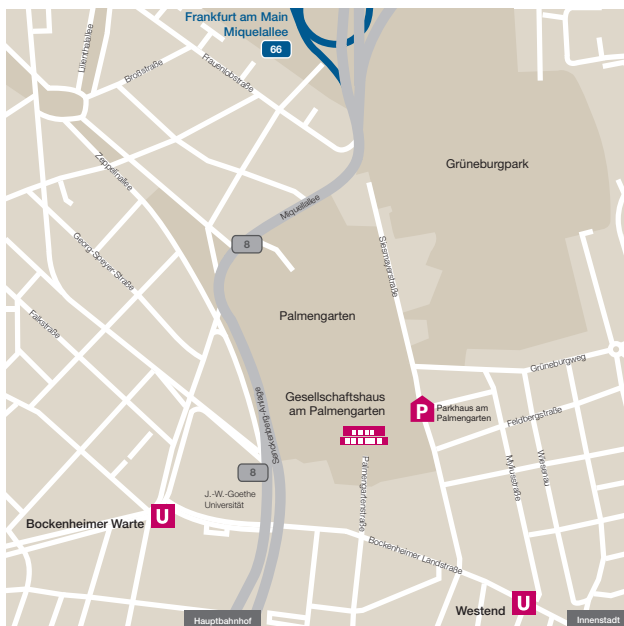 Frankfurt am Main
Miquelallee
66
Lilienthalallee
Broßstraße
Frauenlobstraße
Grüneburgpark
Zeppelinallee
Miquelallee
8
Siesmayerstraße
Georg-Speyer-Straße
Falkstraße
Palmengarten
Grüneburgweg
Gesellschaftshaus
am Palmengarten
P
Parkhaus am
Palmengarten
Feldbergstraße
Senckenberg-Anlage
Palmengartenstraße
Myliusstraße
Wiesenau
8
J.-W.-Goethe
Universität
Bockenheimer Warte
U
Bockenheimer Landstraße
Westend
U
Hauptbahnhof
Innenstadt